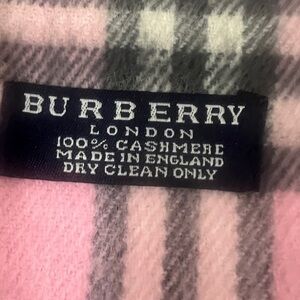 BURBERRY
LONDON
100% CASHMERE
MADE IN ENGLAND
DRY CLEAN ONLY